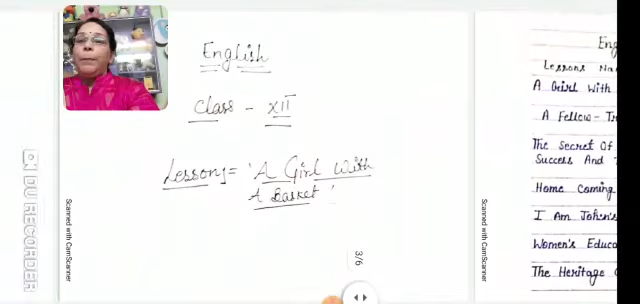 English
Class - XII
Lesson 1 = 'A Girl With
A Basket'
3/6
Scanned with CamScanner
Scanned with CamScanner
DU RECORDER
Eng
Lessons Na
A Girl With
A Fellow - Tr
The Secret Of
Success And T
Home Coming
I Am John's
Women's Educa
The Heritage